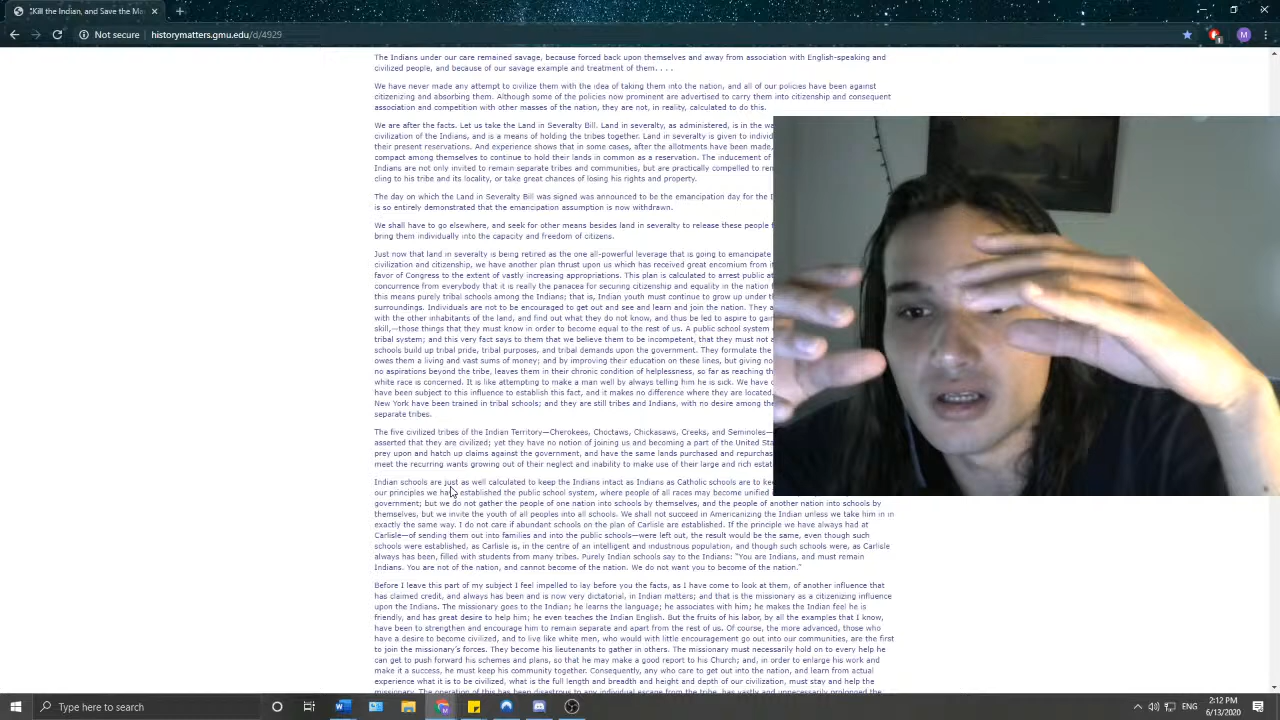 "Kill the Indian, and Save the Ma
Not secure
historymatters.gmu.edu/d/4929
M
The Indians under our care remained savage, because forced back upon themselves and away from association with English-speaking and
civilized people, and because of our savage example and treatment of them. . . .
We have never made any attempt to civilize them with the idea of taking them into the nation, and all of our policies have been against
citizenizing and absorbing them. Although some of the policies now prominent are advertised to carry them into citizenship and consequent
association and competition with other masses of the nation, they are not, in reality, calculated to do this.
We are after the facts. Let us take the Land in Severalty Bill. Land in severalty, as administered, is in the wa
civilization of the Indians, and is a means of holding the tribes together. Land in severalty is given to individ
their present reservations. And experience shows that in some cases, after the allotments have been made,
compact among themselves to continue to hold their lands in common as a reservation. The inducement of
Indians are not only invited to remain separate tribes and communities, but are practically compelled to re
cling to his tribe and its locality, or take great chances of losing his rights and property.
The day on which the Land in Severalty Bill was signed was announced to be the emancipation day for the I
is so entirely demonstrated that the emancipation assumption is now withdrawn.
We shall have to go elsewhere, and seek for other means besides land in severalty to release these people f
bring them individually into the capacity and freedom of citizens.
Just now that land in severalty is being retired as the one all-powerful leverage that is going to emancipate
civilization and citizenship, we have another plan thrust upon us which has received great encomium from it
favor of Congress to the extent of vastly increasing appropriations. This plan is calculated to arrest public at
concurrence from everybody that it is really the panacea for securing citizenship and equality in the nation f
this means purely tribal schools among the Indians; that is, Indian youth must continue to grow up under th
surroundings. Individuals are not to be encouraged to get out and see and learn and join the nation. They a
with the other inhabitants of the land, and find out what they do not know, and thus be led to aspire to gai
skill,—those things that they must know in order to become equal to the rest of us. A public school system
tribal system; and this very fact says to them that we believe them to be incompetent, that they must not a
schools build up tribal pride, tribal purposes, and tribal demands upon the government. They formulate the
owes them a living and vast sums of money; and by improving their education on these lines, but giving no
no aspirations beyond the tribe, leaves them in their chronic condition of helplessness, so far as reaching th
white race is concerned. It is like attempting to make a man well by always telling him he is sick. We have
have been subject to this influence to establish this fact, and it makes no difference where they are located.
New York have been trained in tribal schools; and they are still tribes and Indians, with no desire among the
separate tribes.
The five civilized tribes of the Indian Territory—Cherokees, Choctaws, Chickasaws, Creeks, and Seminoles—
asserted that they are civilized; yet they have no notion of joining us and becoming a part of the United Sta
prey upon and hatch up claims against the government, and have the same lands purchased and repurchas
meet the recurring wants growing out of their neglect and inability to make use of their large and rich estat
Indian schools are just as well calculated to keep the Indians intact as Indians as Catholic schools are to kee
our principles we have established the public school system, where people of all races may become unified
government; but we do not gather the people of one nation into schools by themselves, and the people of another nation into schools by
themselves, but we invite the youth of all peoples into all schools. We shall not succeed in Americanizing the Indian unless we take him in in
exactly the same way. I do not care if abundant schools on the plan of Carlisle are established. If the principle we have always had at
Carlisle—of sending them out into families and into the public schools—were left out, the result would be the same, even though such
schools were established, as Carlisle is, in the centre of an intelligent and industrious population, and though such schools were, as Carlisle
always has been, filled with students from many tribes. Purely Indian schools say to the Indians: "You are Indians, and must remain
Indians. You are not of the nation, and cannot become of the nation. We do not want you to become of the nation."
Before I leave this part of my subject I feel impelled to lay before you the facts, as I have come to look at them, of another influence that
has claimed credit, and always has been and is now very dictatorial, in Indian matters; and that is the missionary as a citizenizing influence
upon the Indians. The missionary goes to the Indian; he learns the language; he associates with him; he makes the Indian feel he is
friendly, and has great desire to help him; he even teaches the Indian English. But the fruits of his labor, by all the examples that I know,
have been to strengthen and encourage him to remain separate and apart from the rest of us. Of course, the more advanced, those who
have a desire to become civilized, and to live like white men, who would with little encouragement go out into our communities, are the first
to join the missionary's forces. They become his lieutenants to gather in others. The missionary must necessarily hold on to every help he
can get to push forward his schemes and plans, so that he may make a good report to his Church; and, in order to enlarge his work and
make it a success, he must keep his community together. Consequently, any who care to get out into the nation, and learn from actual
experience what it is to be civilized, what is the full length and breadth and height and depth of our civilization, must stay and help the
missionary. The operation of this has been disastrous to any individual escape from the tribe, has vastly and unnecessarily prolonged the
Type here to search
ENG
2:12 PM
6/13/2020